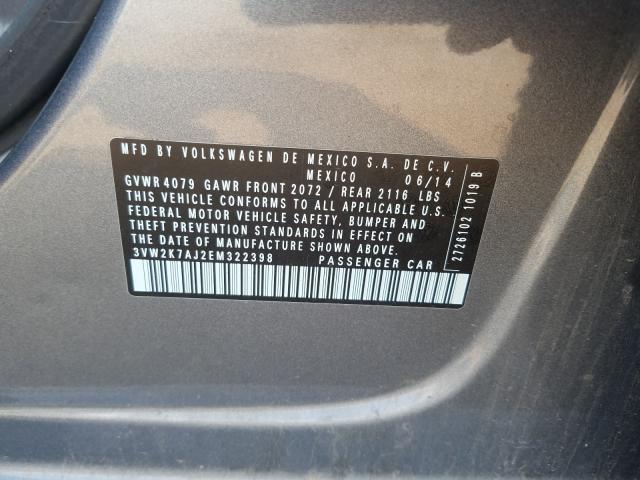 MFD BY VOLKSWAGEN DE MEXICO S.A. DE C.V.
MEXICO 06/14
GVWR 4079 GAWR FRONT 2072 / REAR 2116 LBS
THIS VEHICLE CONFORMS TO ALL APPLICABLE U.S.
FEDERAL MOTOR VEHICLE SAFETY, BUMPER AND
THEFT PREVENTION STANDARDS IN EFFECT ON
THE DATE OF MANUFACTURE SHOWN ABOVE.
3VW2K7AJ2EM322398 PASSENGER CAR
2726102 1019 B